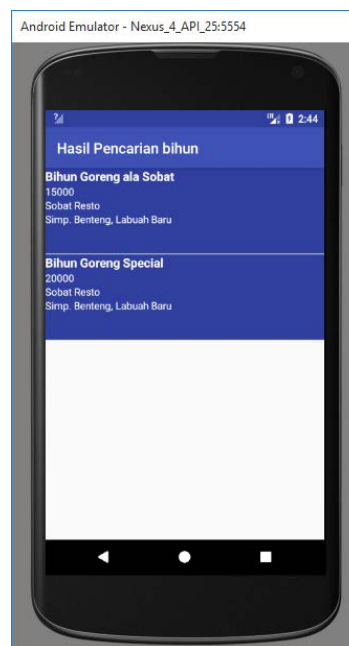 Android Emulator - Nexus_4_API_25:5554
2:44
Hasil Pencarian bihun
Bihun Goreng ala Sobat
15000
Sobat Resto
Simp. Benteng, Labuah Baru
Bihun Goreng Special
20000
Sobat Resto
Simp. Benteng, Labuah Baru